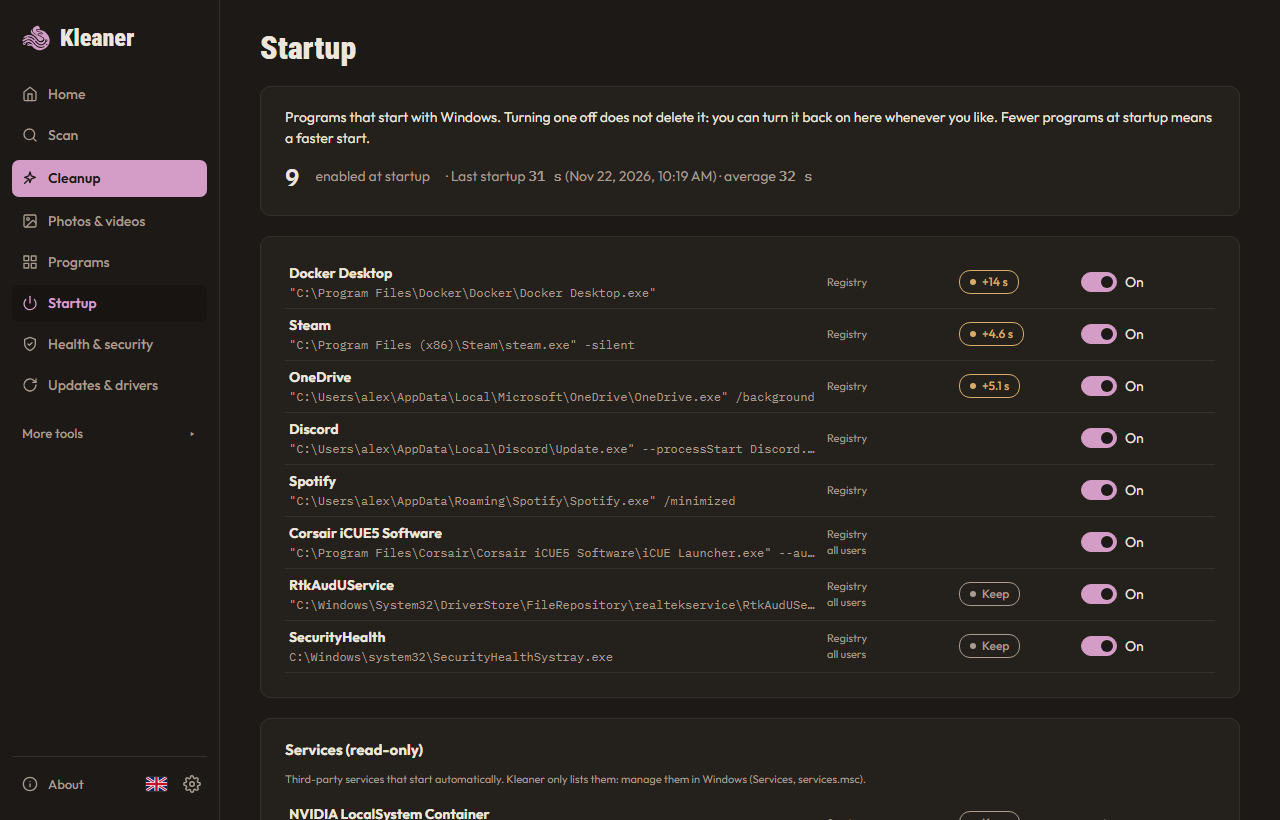 Kleaner
Home
Scan
Cleanup
Photos & videos
Programs
Startup
Health & security
Updates & drivers
More tools
About
Startup
Programs that start with Windows. Turning one off does not delete it: you can turn it back on here whenever you like. Fewer programs at startup means
a faster start.
9 enabled at startup · Last startup 31 s (Nov 22, 2026, 10:19 AM) · average 32 s
Docker Desktop
"C:\Program Files\Docker\Docker\Docker Desktop.exe"
Registry
+14 s
On
Steam
"C:\Program Files (x86)\Steam\steam.exe" -silent
Registry
+4.6 s
On
OneDrive
"C:\Users\alex\AppData\Local\Microsoft\OneDrive\OneDrive.exe" /background
Registry
+5.1 s
On
Discord
"C:\Users\alex\AppData\Local\Discord\Update.exe" --processStart Discord.…
Registry
On
Spotify
"C:\Users\alex\AppData\Roaming\Spotify\Spotify.exe" /minimized
Registry
On
Corsair iCUE5 Software
"C:\Program Files\Corsair\Corsair iCUE5 Software\iCUE Launcher.exe" --au…
Registry
all users
On
RtkAudUService
"C:\Windows\System32\DriverStore\FileRepository\realtekservice\RtkAudUSe…
Registry
all users
Keep
On
SecurityHealth
C:\Windows\system32\SecurityHealthSystray.exe
Registry
all users
Keep
On
Services (read-only)
Third-party services that start automatically. Kleaner only lists them: manage them in Windows (Services, services.msc).
NVIDIA LocalSystem Container